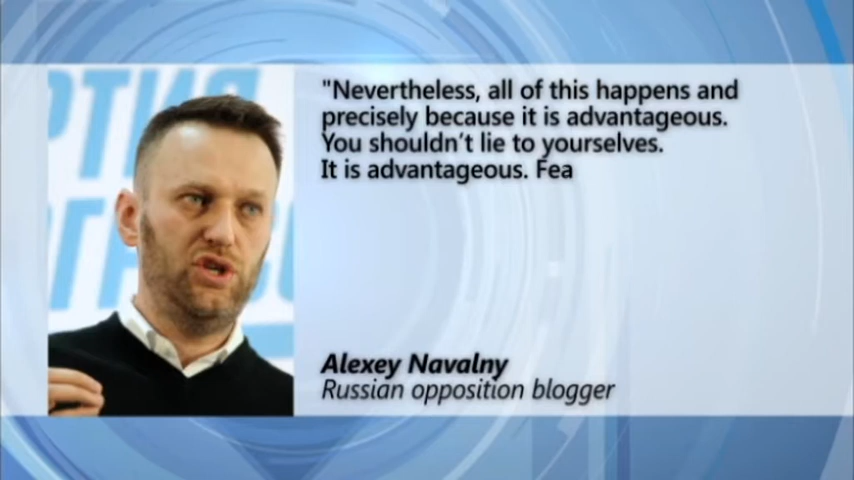 РТИЯ
"Nevertheless, all of this happens and
precisely because it is advantageous.
You shouldn't lie to yourselves.
It is advantageous. Fea
Alexey Navalny
Russian opposition blogger